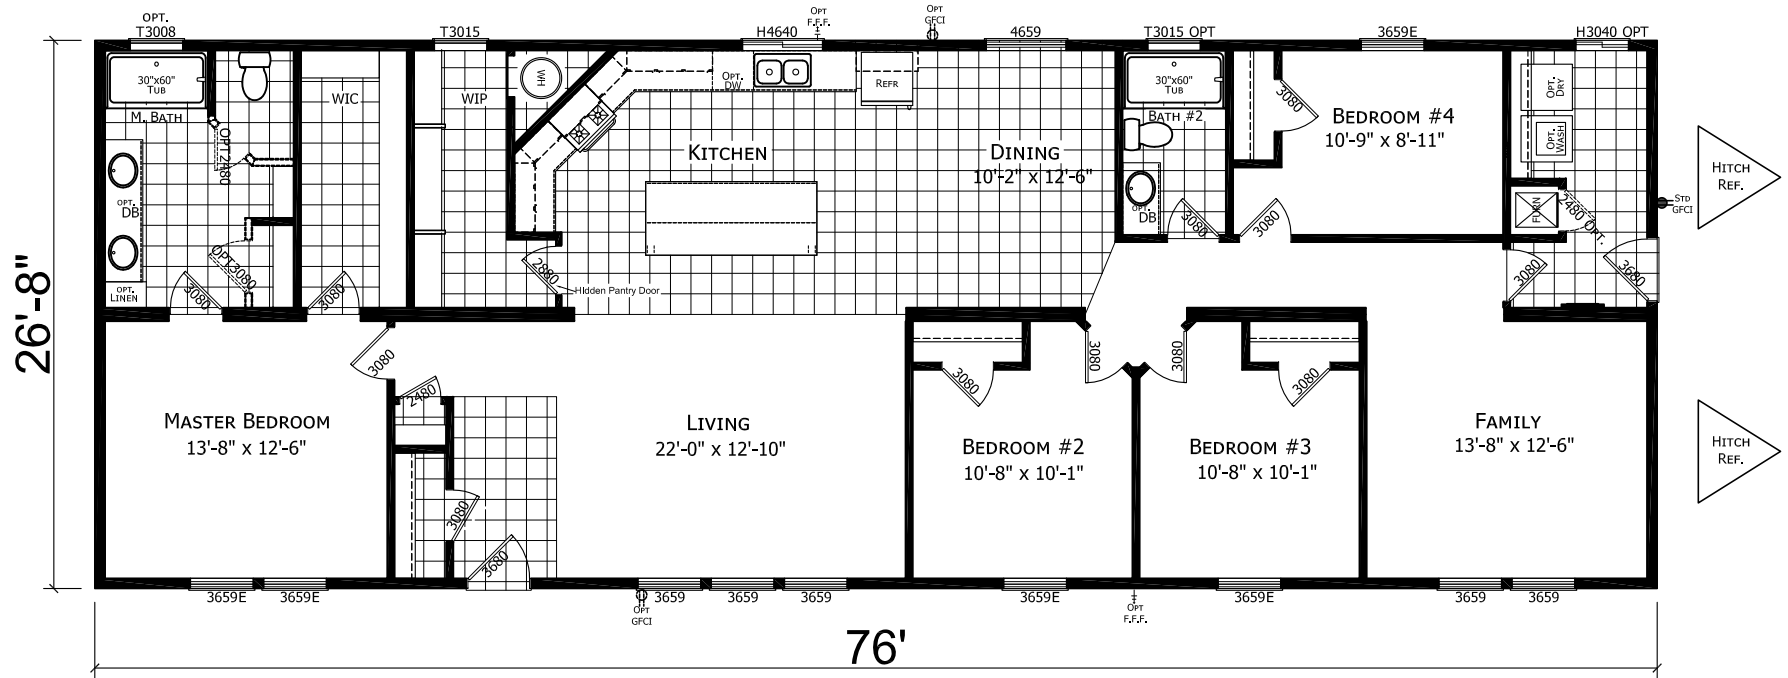 OPT.
T3008
T3015
H4640
OPT
F.F.F.
OPT
GFCI
4659
T3015 OPT
3659E
H3040 OPT
30"x60"
TUB
M. BATH
WIC
WIP
WH
OPT.
DW
REFR
30"x60"
TUB
BATH #2
3080
BEDROOM #4
10'-9" x 8'-11"
OPT.
DRY
OPT.
WASH
HITCH
REF.
OPT 2480
KITCHEN
DINING
10'-2" x 12'-6"
OPT.
DB
OPT.
DB
3080
3080
FURN
2480 OPT.
STD
GFCI
OPT 3080
OPT.
LINEN
3080
3080
2880
Hidden Pantry Door
3080
3680
26'-8"
3080
2480
3080
3080
3080
3080
MASTER BEDROOM
13'-8" x 12'-6"
LIVING
22'-0" x 12'-10"
BEDROOM #2
10'-8" x 10'-1"
BEDROOM #3
10'-8" x 10'-1"
FAMILY
13'-8" x 12'-6"
HITCH
REF.
3080
3680
3659E
3659E
OPT
GFCI
3659
3659
3659
3659E
OPT
F.F.F.
3659E
3659
3659
76'